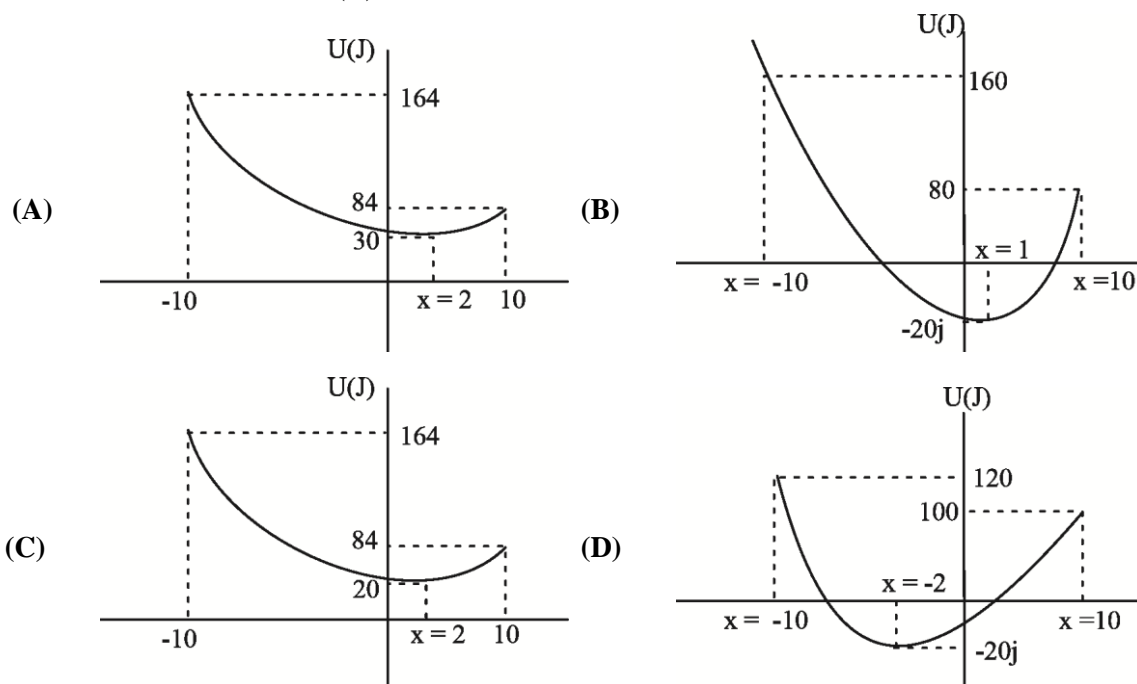 U(J)
164
84
30
-10
x = 2
10
(A)
U(J)
160
80
x = 1
x = -10
x =10
-20j
(B)
U(J)
164
84
20
-10
x = 2
10
(C)
U(J)
120
100
x = -2
x = -10
x =10
-20j
(D)